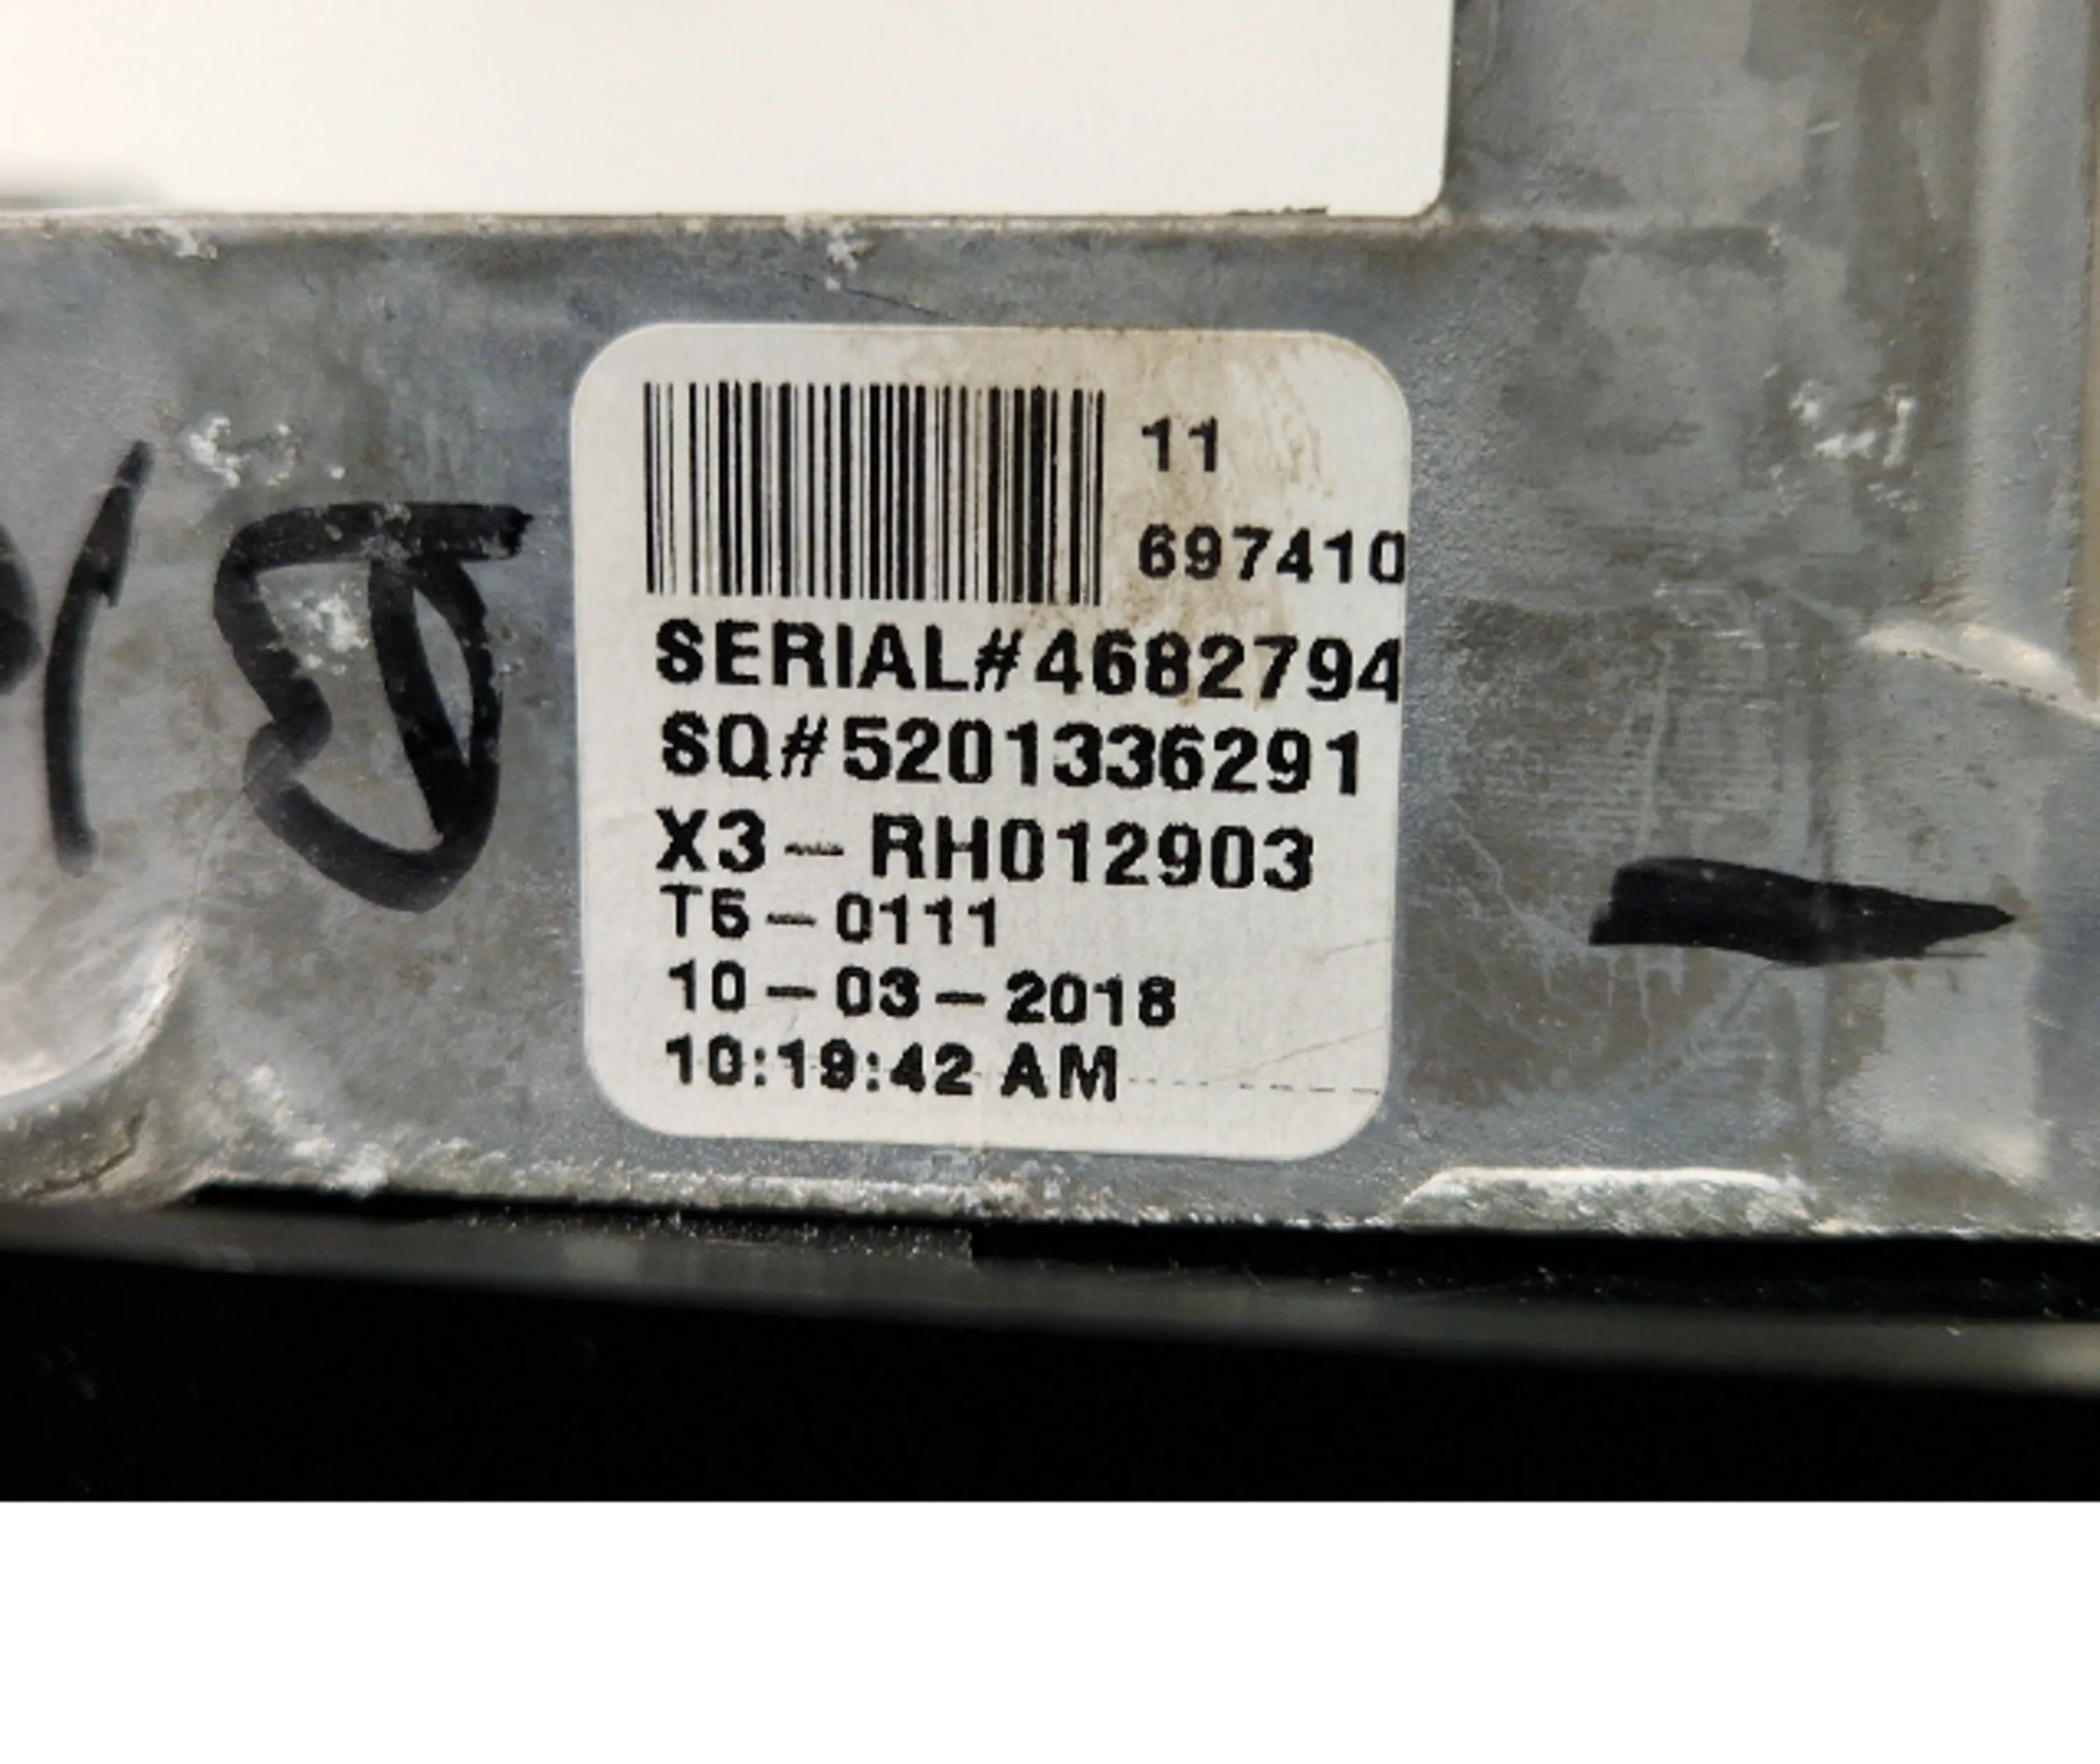 11
697410
SERIAL#4682794
SQ#5201336291
X3-RH012903
T5-0111
10-03-2018
10:19:42 AM